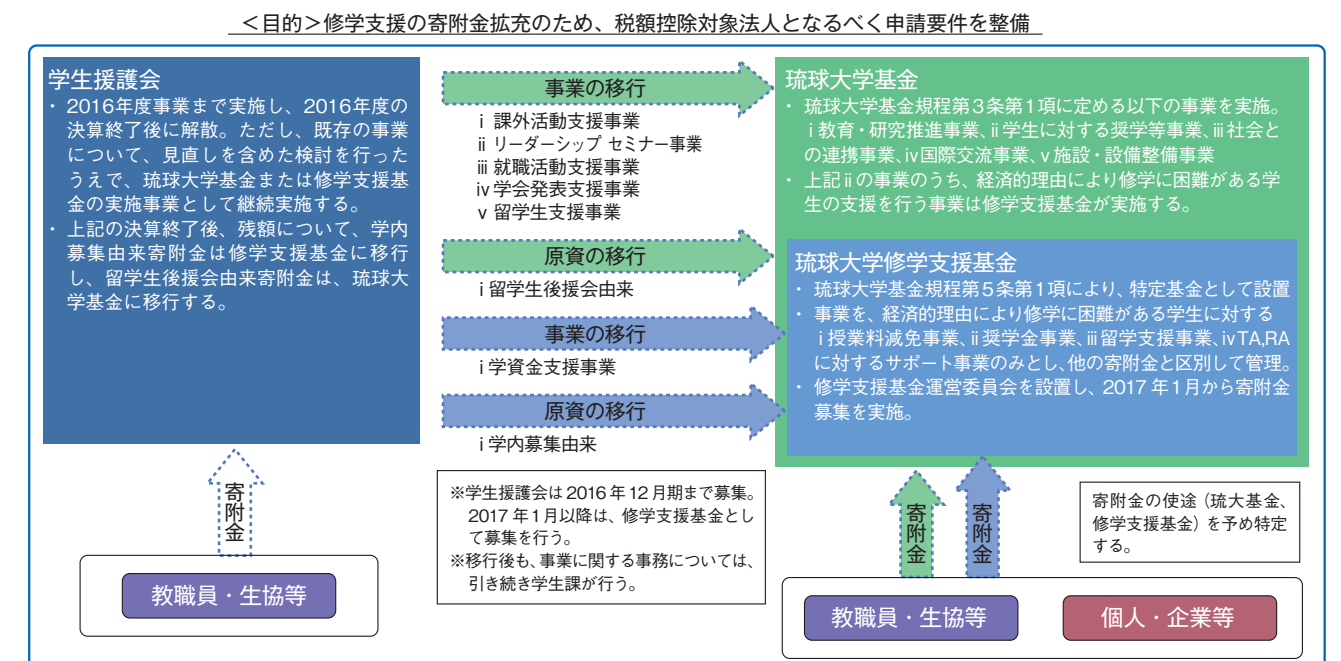 ＜目的＞修学支援の寄附金拡充のため、税額控除対象法人となるべく申請要件を整備
学生援護会
・ 2016年度事業まで実施し、2016年度の
決算終了後に解散。ただし、既存の事業
について、見直しを含めた検討を行った
うえで、琉球大学基金または修学支援基
金の実施事業として継続実施する。
・ 上記の決算終了後、残額について、学内
募集由来寄附金は修学支援基金に移行
し、留学生後援会由来寄附金は、琉球大
学基金に移行する。
寄附金
教職員・生協等
事業の移行
ⅰ 課外活動支援事業
ⅱ リーダーシップ セミナー事業
ⅲ 就職活動支援事業
ⅳ 学会発表支援事業
ⅴ 留学生支援事業
原資の移行
ⅰ 留学生後援会由来
事業の移行
ⅰ 学資金支援事業
原資の移行
ⅰ 学内募集由来
※学生援護会は2016年12月期まで募集。
2017年1月以降は、修学支援基金とし
て募集を行う。
※移行後も、事業に関する事務については、
引き続き学生課が行う。
琉球大学基金
・ 琉球大学基金規程第３条第１項に定める以下の事業を実施。
ⅰ教育・研究推進事業、ⅱ学生に対する奨学等事業、ⅲ社会と
の連携事業、ⅳ国際交流事業、ⅴ施設・設備整備事業
・ 上記ⅱの事業のうち、経済的理由により修学に困難がある学
生の支援を行う事業は修学支援基金が実施する。
琉球大学修学支援基金
・ 琉球大学基金規程第５条第１項により、特定基金として設置
・ 事業を、経済的理由により修学に困難がある学生に対する
ⅰ授業料減免事業、ⅱ奨学金事業、ⅲ留学支援事業、ⅳTA,RA
に対するサポート事業のみとし、他の寄附金と区別して管理。
・ 修学支援基金運営委員会を設置し、2017年1月から寄附金
募集を実施。
寄附金
寄附金
寄附金の使途（琉大基金、
修学支援基金）を予め特定
する。
教職員・生協等
個人・企業等